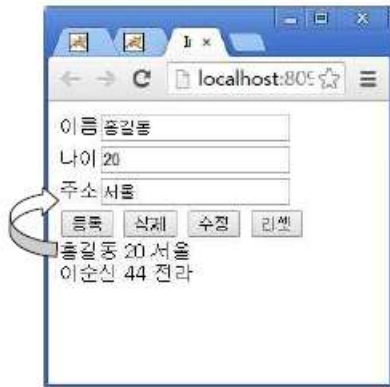 localhost:809
이름 홍길동
나이 20
주소 서울
등록 삭제 수정 리셋
홍길동 20 서울
이순신 44 전라